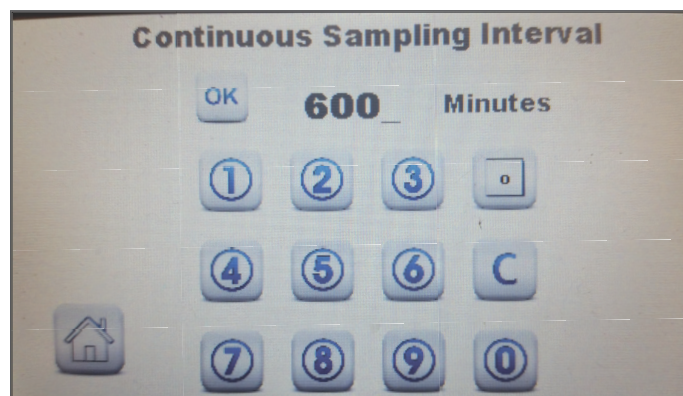 Continuous Sampling Interval
OK 600_ Minutes
1 2 3 o
4 5 6 C
7 8 9 0